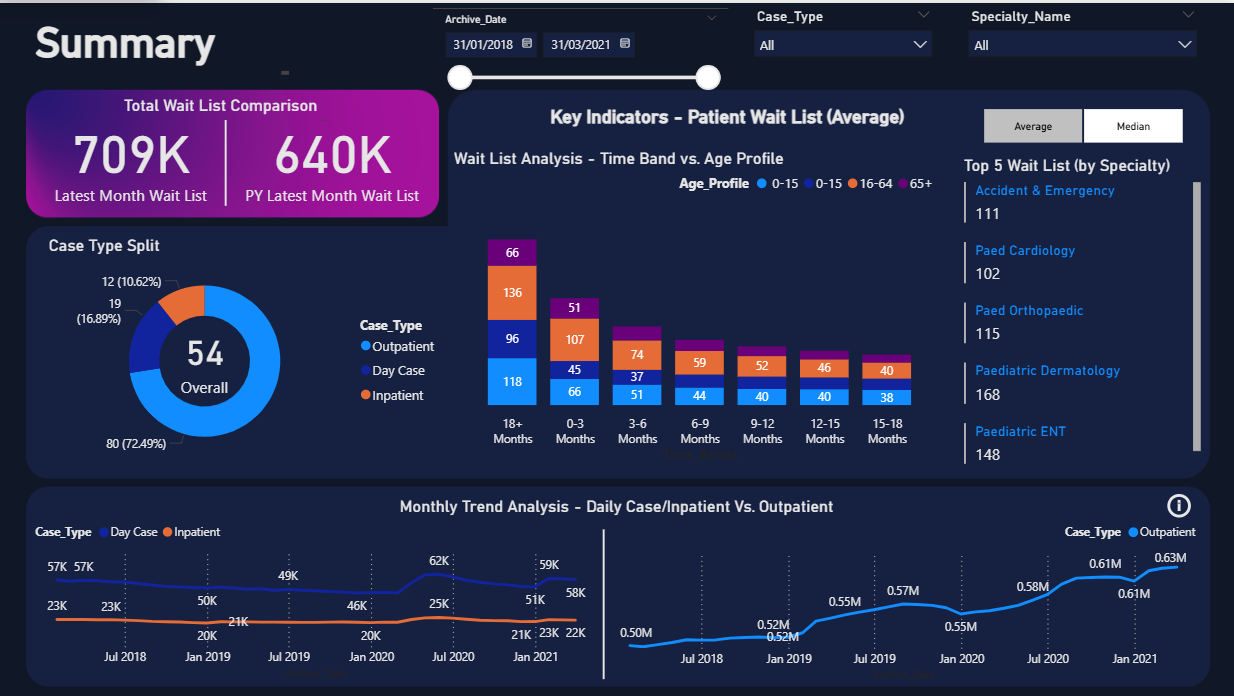 Summary
Archive_Date
31/01/2018
31/03/2021
Case_Type
All
Specialty_Name
All
Total Wait List Comparison
709K
Latest Month Wait List
640K
PY Latest Month Wait List
Key Indicators - Patient Wait List (Average)
Average
Median
Wait List Analysis - Time Band vs. Age Profile
Age_Profile 0-15 0-15 16-64 65+
66
136
96
118
51
107
45
66
74
37
51
59
44
52
40
46
40
40
38
18+ Months
0-3 Months
3-6 Months
6-9 Months
9-12 Months
12-15 Months
15-18 Months
Top 5 Wait List (by Specialty)
Accident & Emergency
111
Paed Cardiology
102
Paed Orthopaedic
115
Paediatric Dermatology
168
Paediatric ENT
148
Case Type Split
12 (10.62%)
19
(16.89%)
54
Overall
80 (72.49%)
Case_Type
Outpatient
Day Case
Inpatient
Monthly Trend Analysis - Daily Case/Inpatient Vs. Outpatient
i
Case_Type Day Case Inpatient
57K 57K
50K
49K
46K
62K
51K
59K
58K
23K
23K
20K
21K
20K
25K
21K
23K
22K
Jul 2018 Jan 2019 Jul 2019 Jan 2020 Jul 2020 Jan 2021
Case_Type Outpatient
0.50M
0.52M
0.52M
0.55M
0.57M
0.55M
0.58M
0.61M
0.61M
0.63M
Jul 2018 Jan 2019 Jul 2019 Jan 2020 Jul 2020 Jan 2021